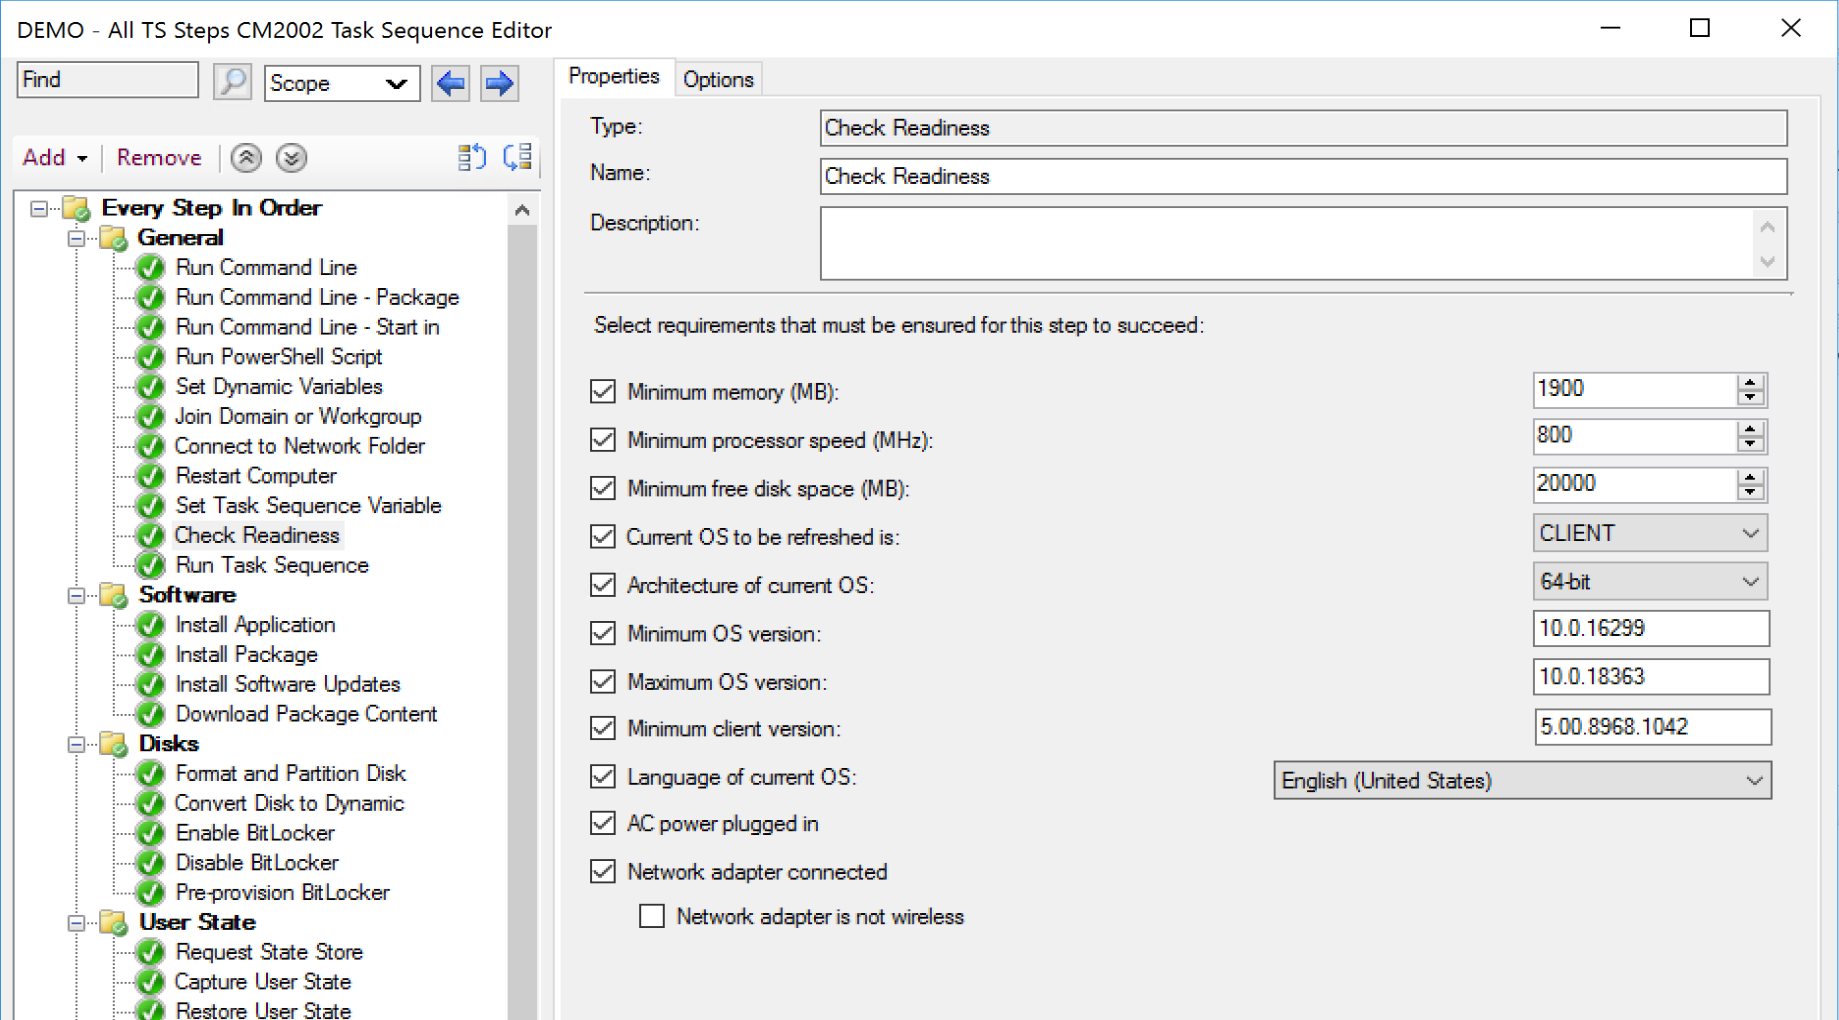 DEMO - All TS Steps CM2002 Task Sequence Editor
Find
Scope
Add
Remove
Every Step In Order
General
Run Command Line
Run Command Line - Package
Run Command Line - Start in
Run PowerShell Script
Set Dynamic Variables
Join Domain or Workgroup
Connect to Network Folder
Restart Computer
Set Task Sequence Variable
Check Readiness
Run Task Sequence
Software
Install Application
Install Package
Install Software Updates
Download Package Content
Disks
Format and Partition Disk
Convert Disk to Dynamic
Enable BitLocker
Disable BitLocker
Pre-provision BitLocker
User State
Request State Store
Capture User State
Restore User State
Properties
Options
Type: Check Readiness
Name: Check Readiness
Description:
Select requirements that must be ensured for this step to succeed:
Minimum memory (MB): 1900
Minimum processor speed (MHz): 800
Minimum free disk space (MB): 20000
Current OS to be refreshed is: CLIENT
Architecture of current OS: 64-bit
Minimum OS version: 10.0.16299
Maximum OS version: 10.0.18363
Minimum client version: 5.00.8968.1042
Language of current OS: English (United States)
AC power plugged in
Network adapter connected
Network adapter is not wireless